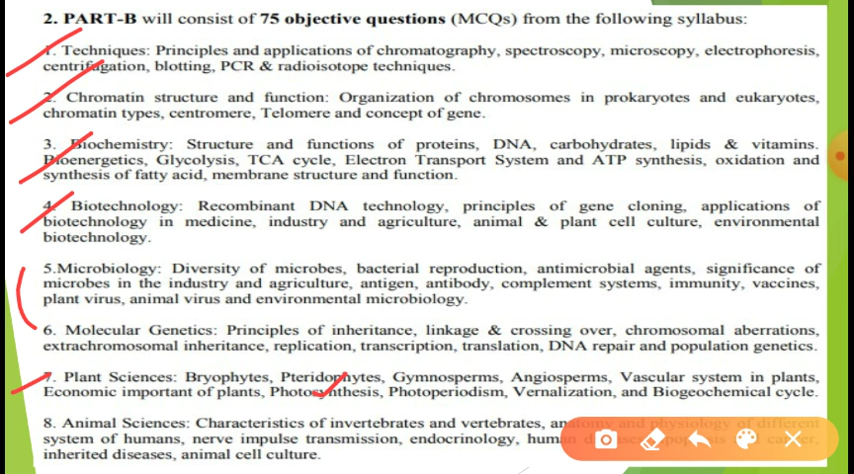 2. PART-B will consist of 75 objective questions (MCQs) from the following syllabus:
1. Techniques: Principles and applications of chromatography, spectroscopy, microscopy, electrophoresis,
centrifugation, blotting, PCR & radioisotope techniques.
2. Chromatin structure and function: Organization of chromosomes in prokaryotes and eukaryotes,
chromatin types, centromere, Telomere and concept of gene.
3. Biochemistry: Structure and functions of proteins, DNA, carbohydrates, lipids & vitamins.
Bioenergetics, Glycolysis, TCA cycle, Electron Transport System and ATP synthesis, oxidation and
synthesis of fatty acid, membrane structure and function.
4. Biotechnology: Recombinant DNA technology, principles of gene cloning, applications of
biotechnology in medicine, industry and agriculture, animal & plant cell culture, environmental
biotechnology.
5.Microbiology: Diversity of microbes, bacterial reproduction, antimicrobial agents, significance of
microbes in the industry and agriculture, antigen, antibody, complement systems, immunity, vaccines,
plant virus, animal virus and environmental microbiology.
6. Molecular Genetics: Principles of inheritance, linkage & crossing over, chromosomal aberrations,
extrachromosomal inheritance, replication, transcription, translation, DNA repair and population genetics.
7. Plant Sciences: Bryophytes, Pteridophytes, Gymnosperms, Angiosperms, Vascular system in plants,
Economic important of plants, Photosynthesis, Photoperiodism, Vernalization, and Biogeochemical cycle.
8. Animal Sciences: Characteristics of invertebrates and vertebrates, anatomy and physiology of different
system of humans, nerve impulse transmission, endocrinology, human
inherited diseases, animal cell culture.